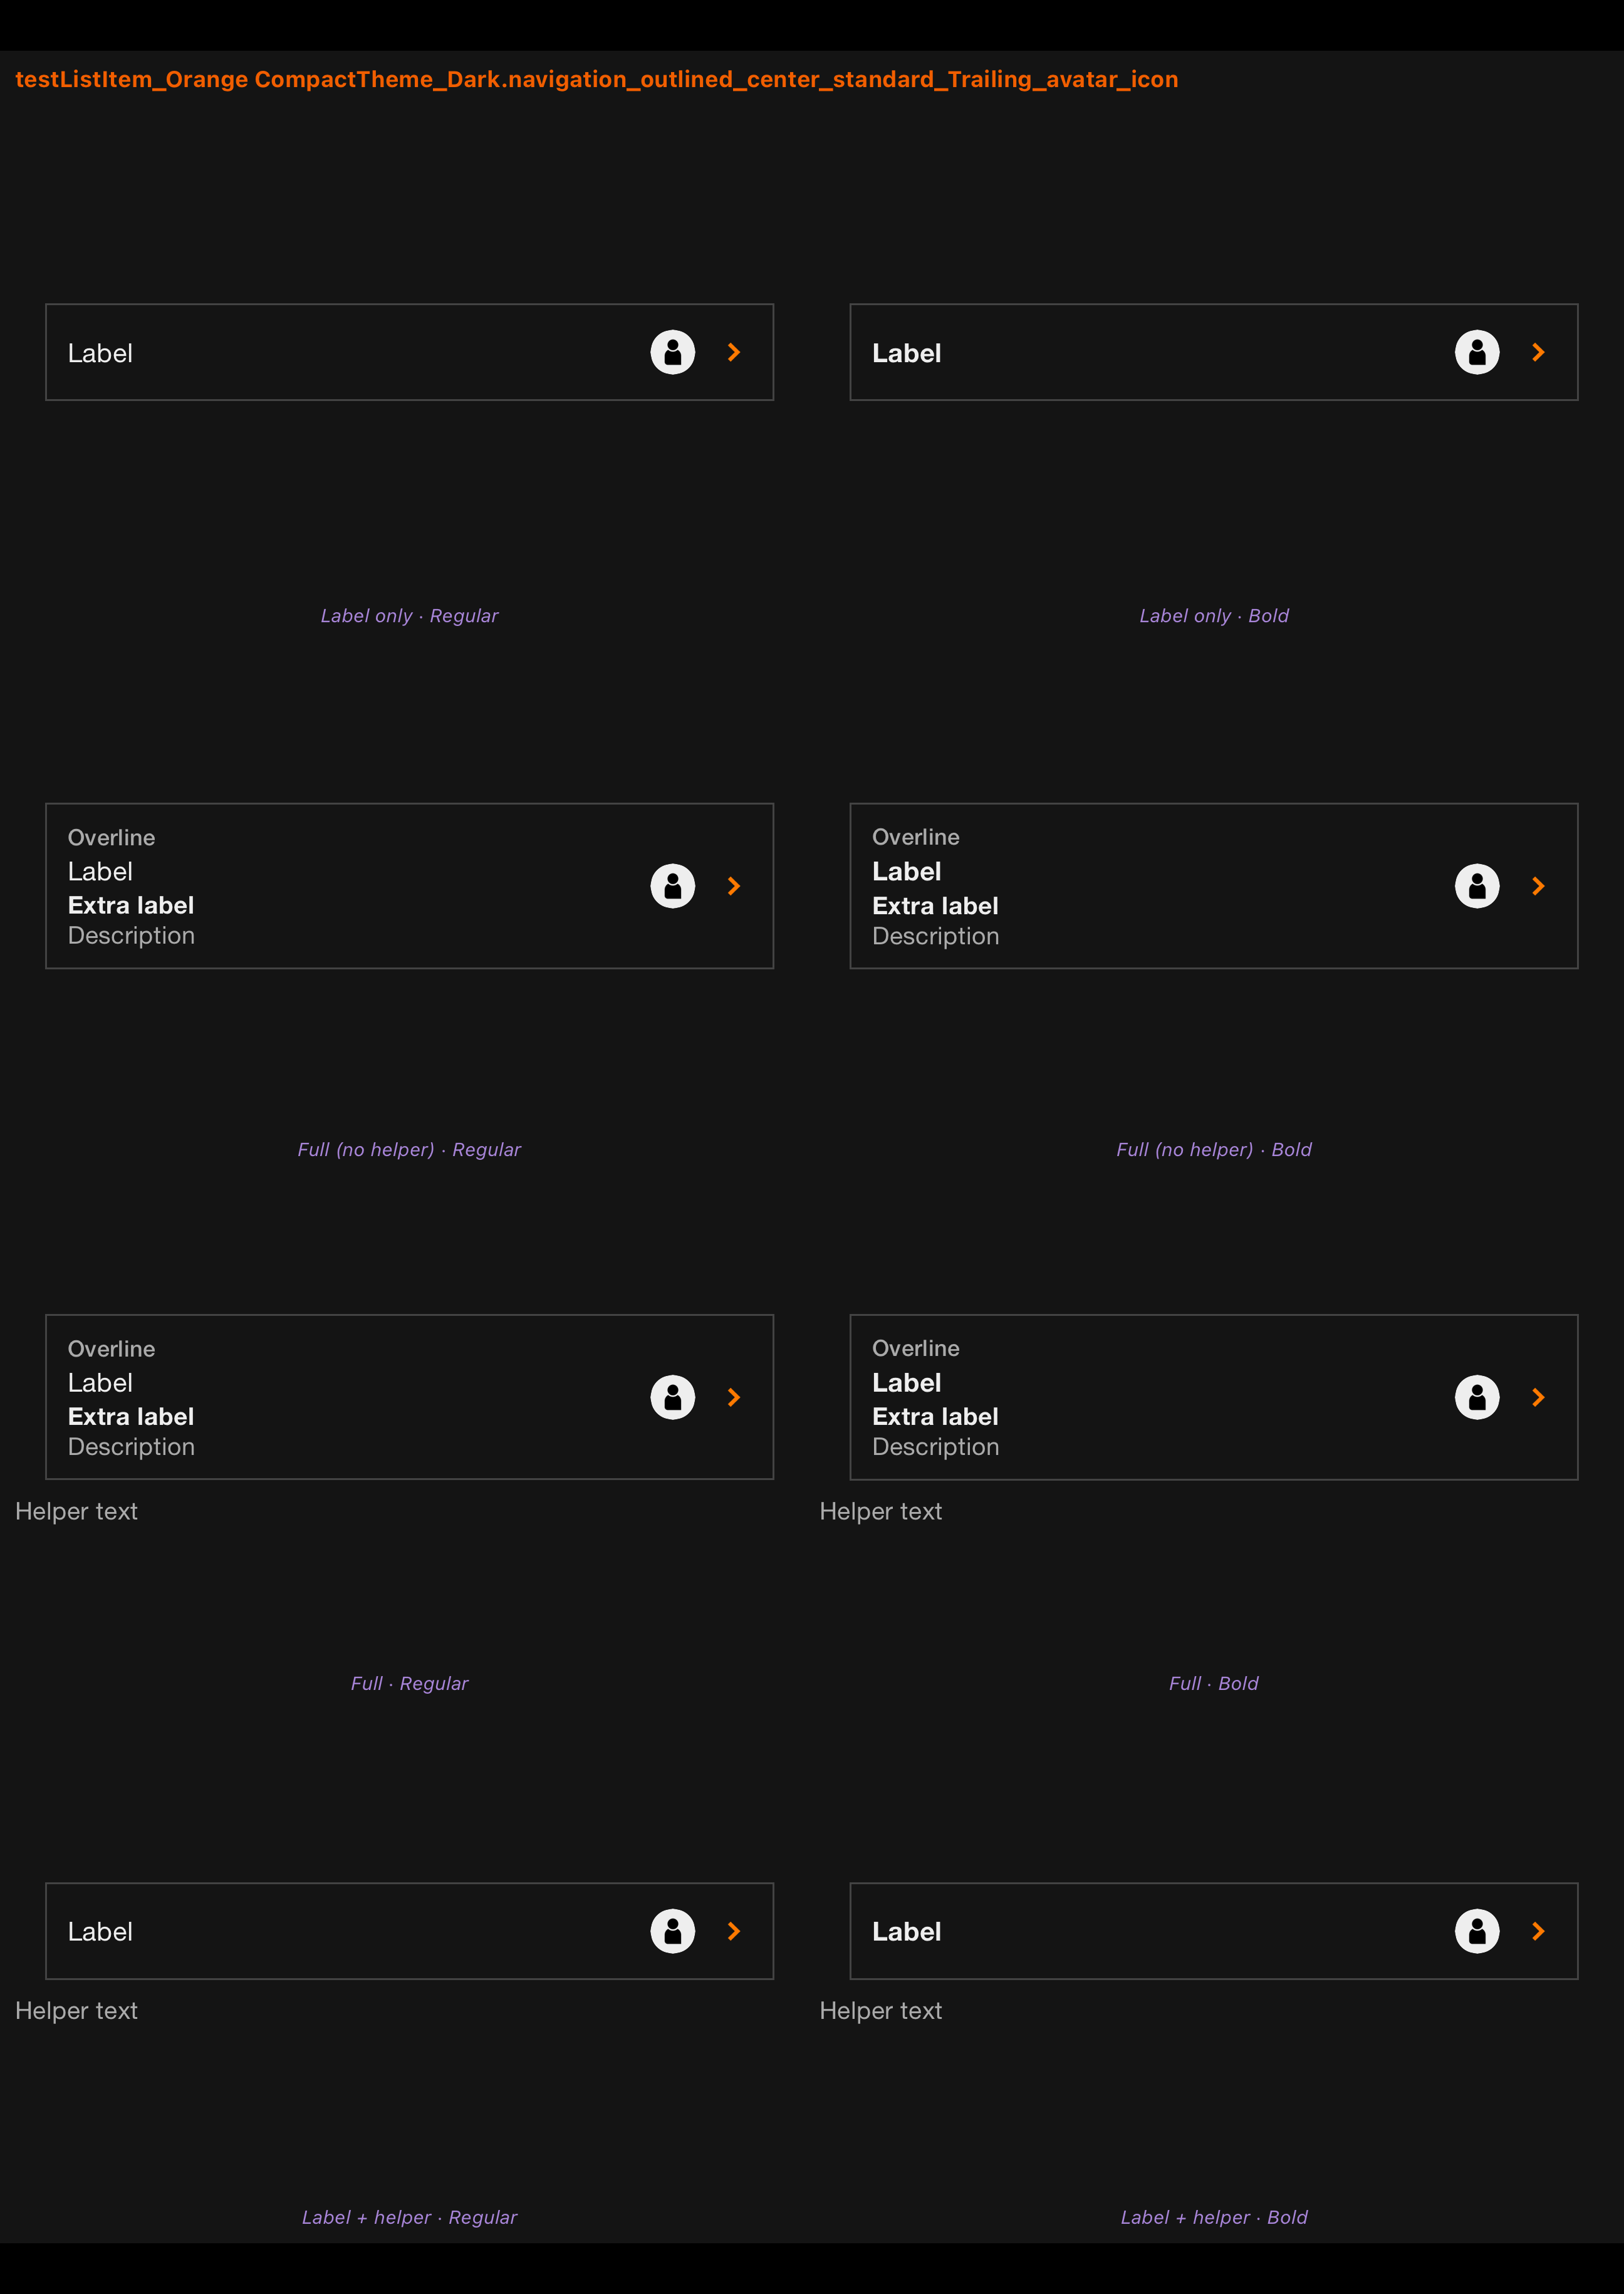 testListItem_Orange CompactTheme_Dark.navigation_outlined_center_standard_Trailing_avatar_icon
Label
Label
Label only · Regular
Label only · Bold
Overline
Label
Extra label
Description
Overline
Label
Extra label
Description
Full (no helper) · Regular
Full (no helper) · Bold
Overline
Label
Extra label
Description
Helper text
Overline
Label
Extra label
Description
Helper text
Full · Regular
Full · Bold
Label
Helper text
Label
Helper text
Label + helper · Regular
Label + helper · Bold